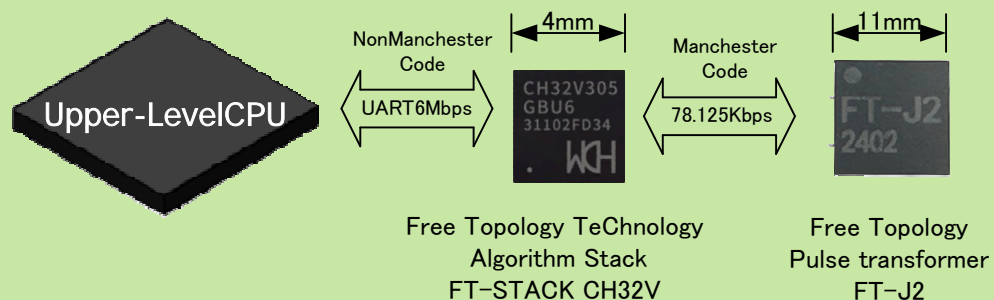 4mm
11mm
NonManchester
Code
Manchester
Code
Upper-LevelCPU
UART6Mbps
CH32V305
GBU6
31102FD34
WCH
78.125Kbps
FT-J2
2402
Free Topology TeChnology
Algorithm Stack
FT-STACK CH32V
Free Topology
Pulse transformer
FT-J2